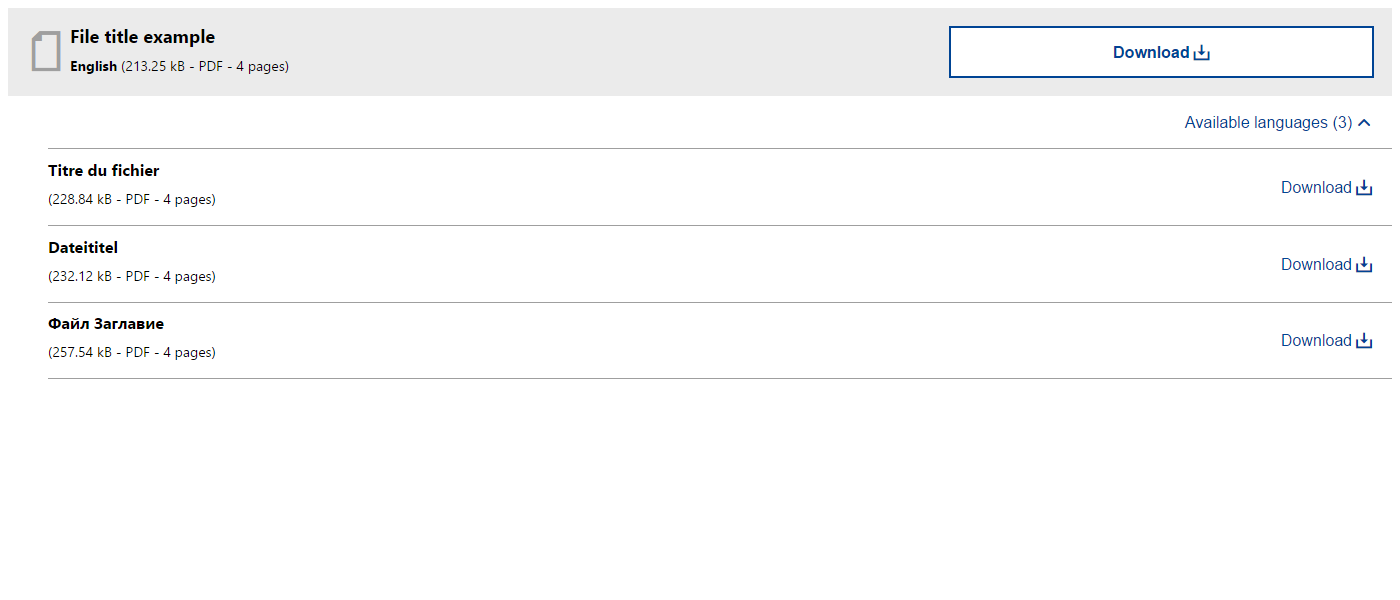 File title example
English (213.25 kB - PDF - 4 pages)
Download
Available languages (3)
Titre du fichier
(228.84 kB - PDF - 4 pages)
Download
Dateititel
(232.12 kB - PDF - 4 pages)
Download
Файл Заглавие
(257.54 kB - PDF - 4 pages)
Download